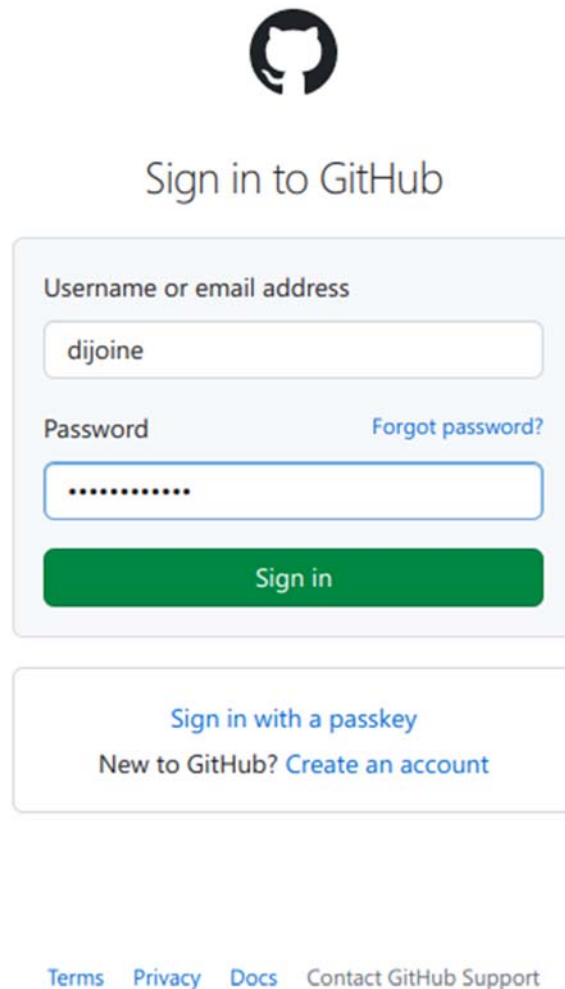 Sign in to GitHub
Username or email address
dijoine
Password Forgot password?
••••••••••••
Sign in
Sign in with a passkey
New to GitHub? Create an account
Terms Privacy Docs Contact GitHub Support